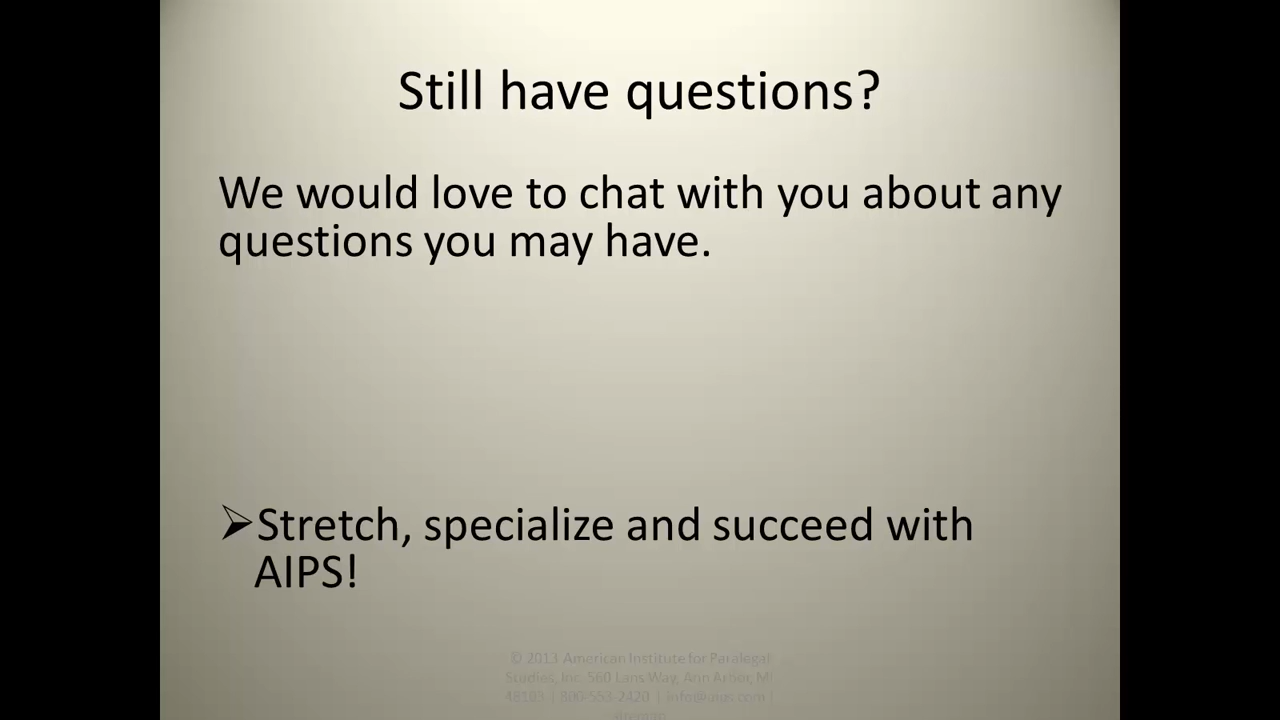 Still have questions?
We would love to chat with you about any
questions you may have.
➢Stretch, specialize and succeed with
AIPS!
© 2013 American Institute for Paralegal
Studies, Inc. 560 Lans Way, Ann Arbor, MI
48103 | 800-553-2420 | info@aips.com |